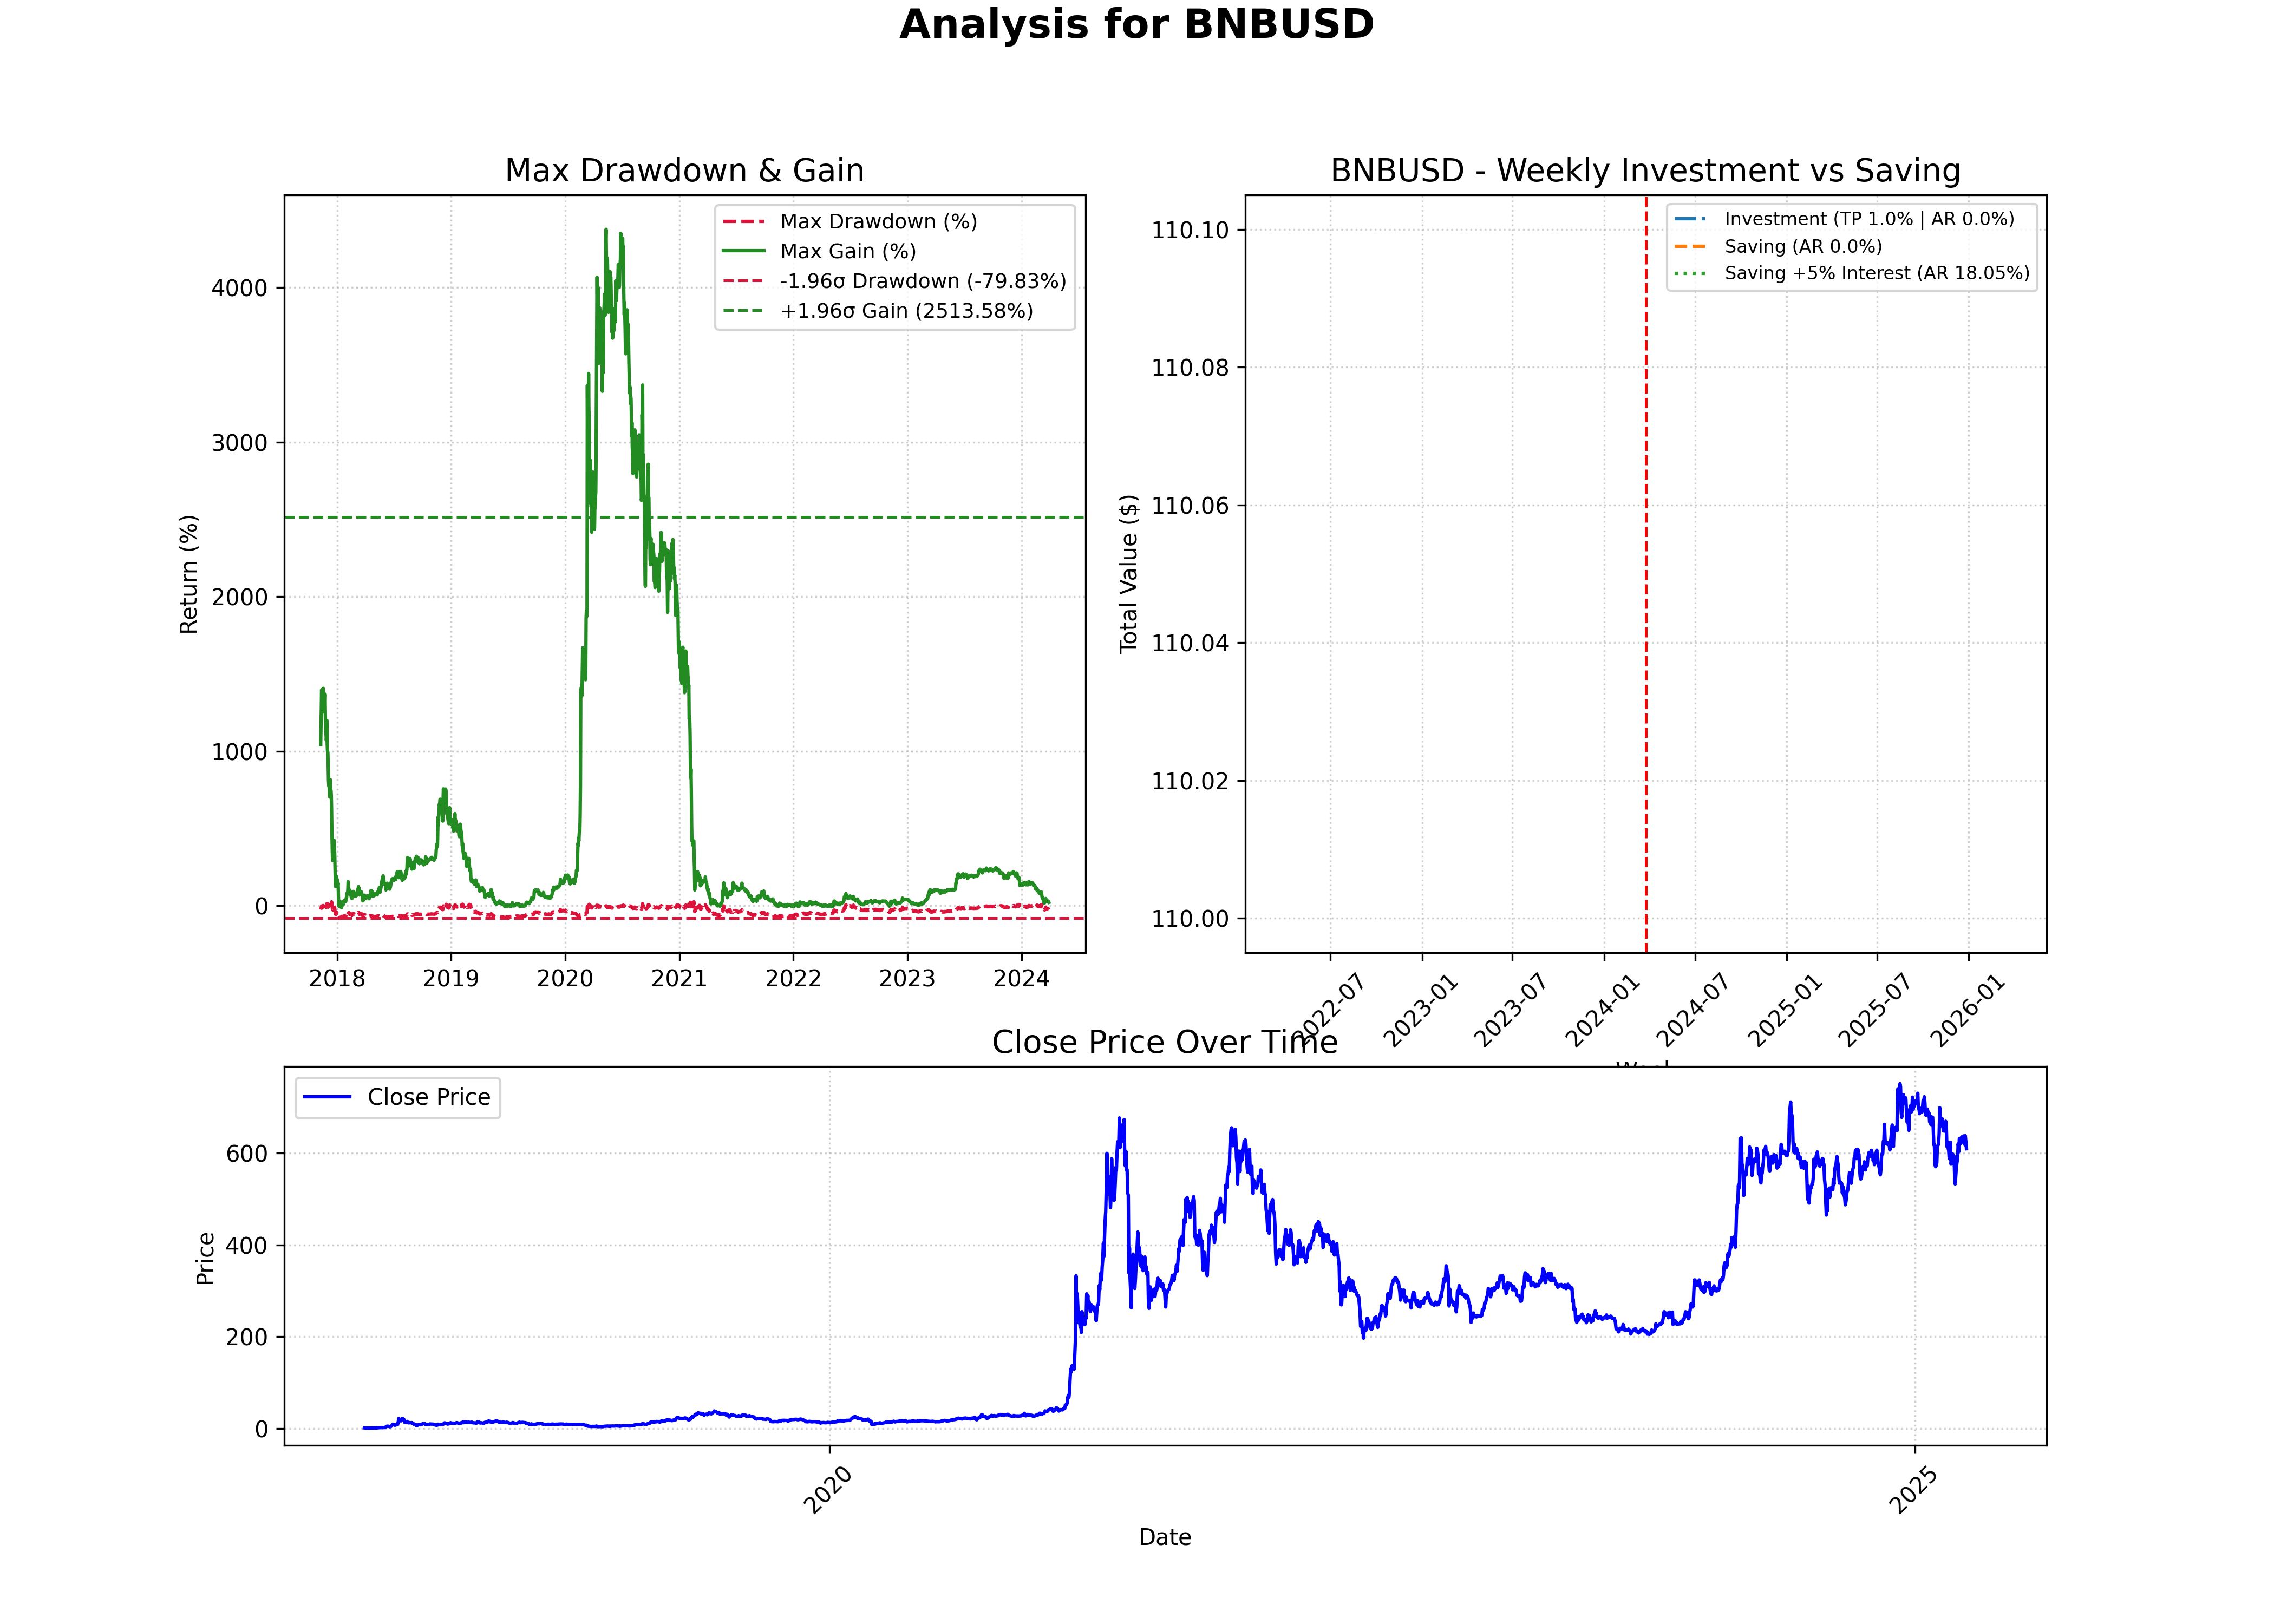 Analysis for BNBUSD
Max Drawdown & Gain
Return (%)
4000
3000
2000
1000
0
Max Drawdown (%)
Max Gain (%)
-1.96σ Drawdown (-79.83%)
+1.96σ Gain (2513.58%)
2018 2019 2020 2021 2022 2023 2024
BNBUSD - Weekly Investment vs Saving
Total Value ($)
110.10
110.08
110.06
110.04
110.02
110.00
Investment (TP 1.0% | AR 0.0%)
Saving (AR 0.0%)
Saving +5% Interest (AR 18.05%)
2022-07 2023-01 2023-07 2024-01 2024-07 2025-01 2025-07 2026-01
Close Price Over Time
Price
600
400
200
0
Close Price
2020 2025
Date